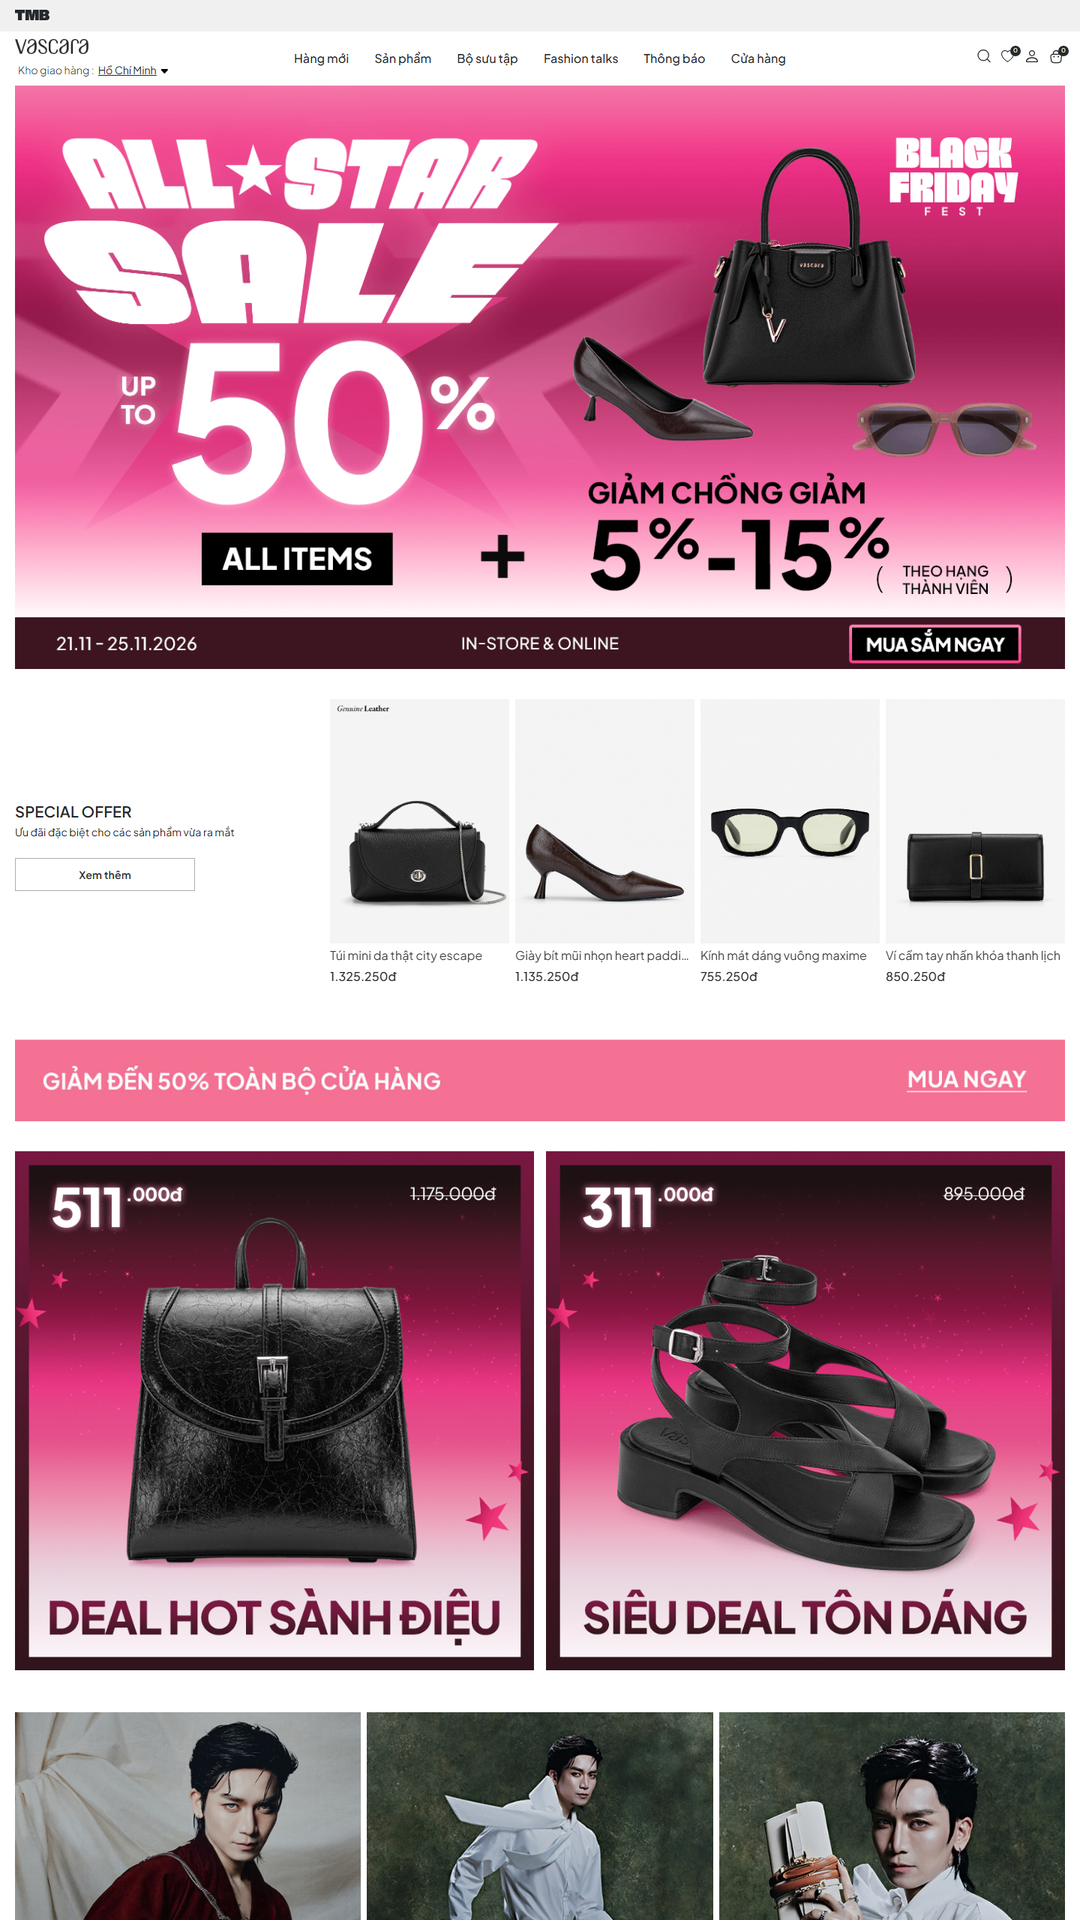 TMB
vascara
Kho giao hàng : Hồ Chí Minh
Hàng mới
Sản phẩm
Bộ sưu tập
Fashion talks
Thông báo
Cửa hàng
0
0
ALL★STAR
SALE
UP TO
50%
ALL ITEMS
BLACK
FRIDAY
FEST
vascara
V
GIẢM CHỒNG GIẢM
+
5%-15%
( THEO HẠNG
THÀNH VIÊN )
21.11 - 25.11.2026
IN-STORE & ONLINE
MUA SẮM NGAY
SPECIAL OFFER
Ưu đãi đặc biệt cho các sản phẩm vừa ra mắt
Xem thêm
Genuine Leather
Túi mini da thật city escape
1.325.250đ
Giày bít mũi nhọn heart paddi...
1.135.250đ
Kính mát dáng vuông maxime
755.250đ
Ví cầm tay nhấn khóa thanh lịch
850.250đ
GIẢM ĐẾN 50% TOÀN BỘ CỬA HÀNG
MUA NGAY
511.000đ
1.175.000đ
DEAL HOT SÀNH ĐIỆU
311.000đ
895.000đ
SIÊU DEAL TÔN DÁNG